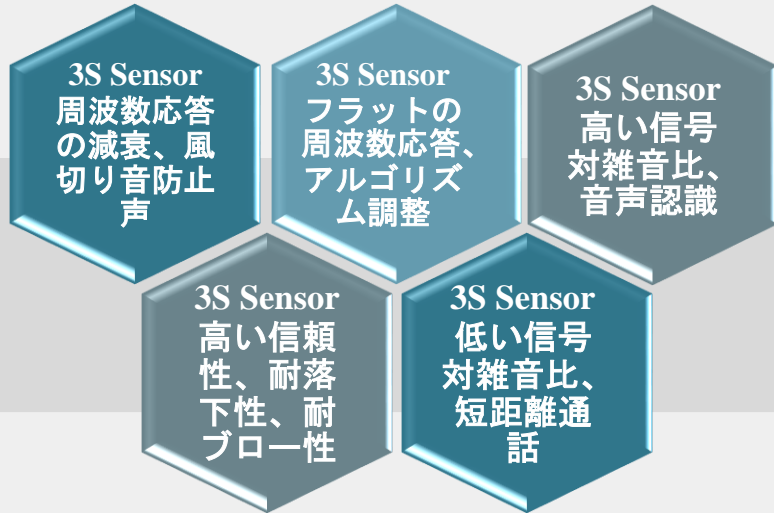 3S Sensor
周波数応答
の減衰、風
切り音防止
声
3S Sensor
フラットの
周波数応答、
アルゴリズ
ム調整
3S Sensor
高い信号
対雑音比、
音声認識
3S Sensor
高い信頼
性、耐落
下性、耐
ブロー性
3S Sensor
低い信号
対雑音比、
短距離通
話